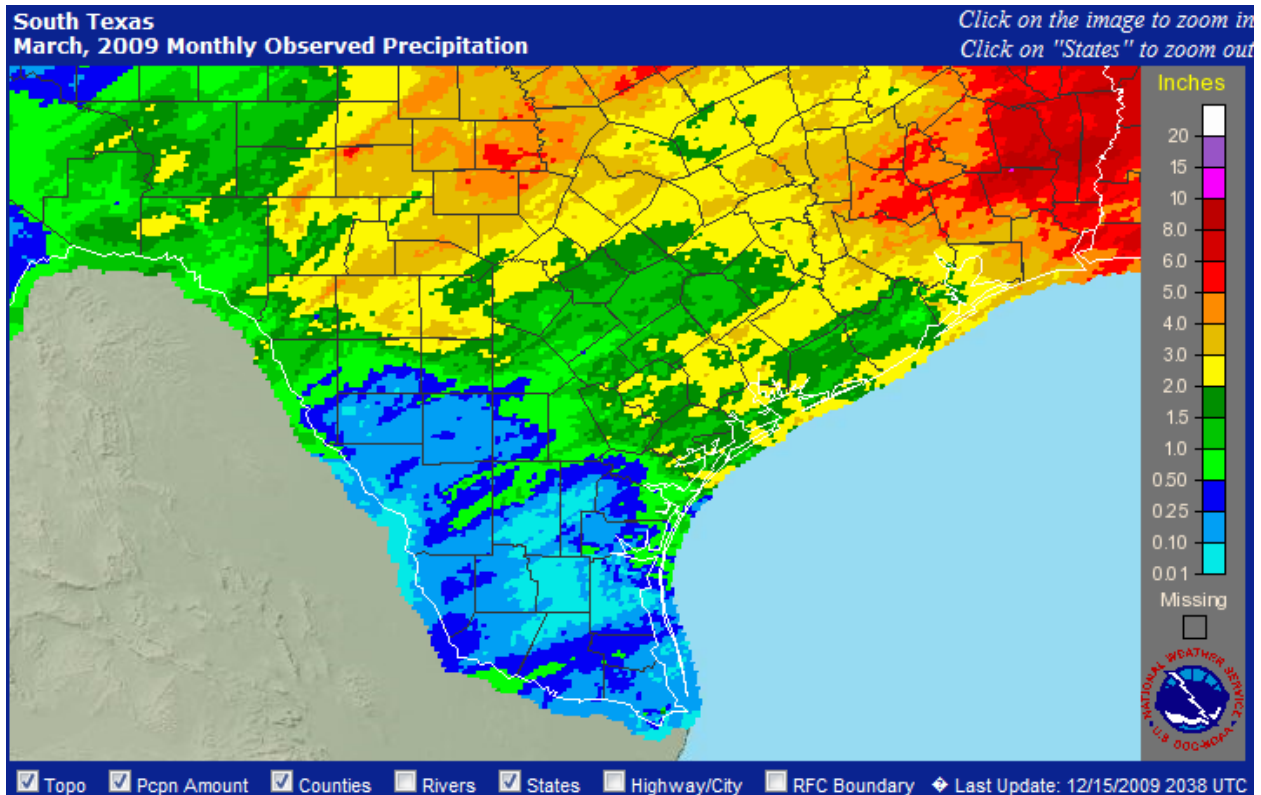 South Texas
March, 2009 Monthly Observed Precipitation
Click on the image to zoom in
Click on "States" to zoom out
Inches
20
15
10
8.0
6.0
5.0
4.0
3.0
2.0
1.5
1.0
0.50
0.25
0.10
0.01
Missing
NATIONAL WEATHER SERVICE
U.S DOC-NOAA
Topo Pcpn Amount Counties Rivers States Highway/City RFC Boundary � Last Update: 12/15/2009 2038 UTC